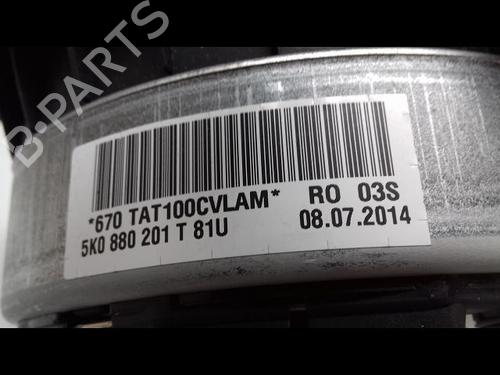 B-PARTS
*670 TAT100CVLAM* RO 03S
5K0 880 201 T 81U 08.07.2014